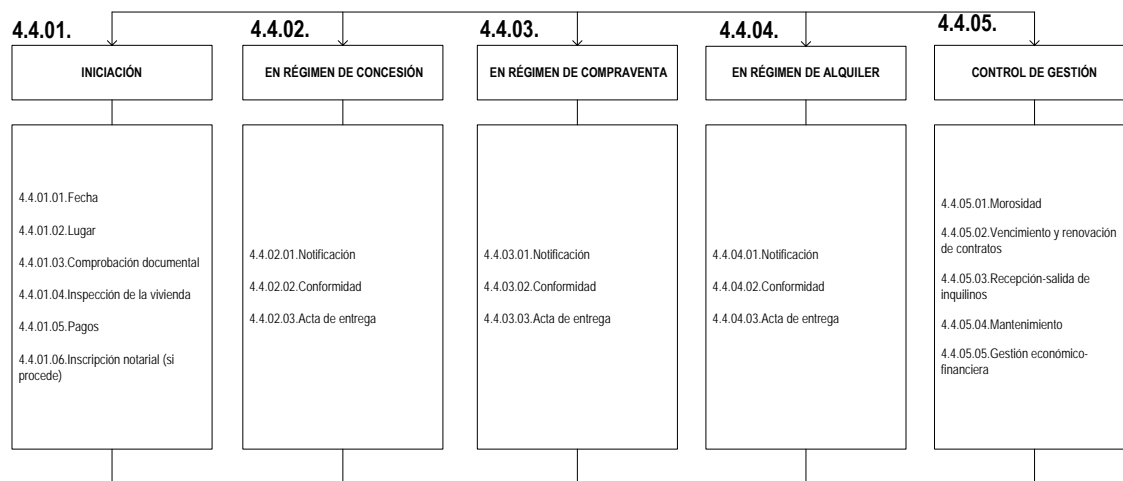 4.4.01.
INICIACIÓN
4.4.01.01.Fecha
4.4.01.02.Lugar
4.4.01.03.Comprobación documental
4.4.01.04.Inspección de la vivienda
4.4.01.05.Pagos
4.4.01.06.Inscripción notarial (si
procede)
4.4.02.
EN RÉGIMEN DE CONCESIÓN
4.4.02.01.Notificación
4.4.02.02.Conformidad
4.4.02.03.Acta de entrega
4.4.03.
EN RÉGIMEN DE COMPRAVENTA
4.4.03.01.Notificación
4.4.03.02.Conformidad
4.4.03.03.Acta de entrega
4.4.04.
EN RÉGIMEN DE ALQUILER
4.4.04.01.Notificación
4.4.04.02.Conformidad
4.4.04.03.Acta de entrega
4.4.05.
CONTROL DE GESTIÓN
4.4.05.01.Morosidad
4.4.05.02.Vencimiento y renovación
de contratos
4.4.05.03.Recepción-salida de
inquilinos
4.4.05.04.Mantenimiento
4.4.05.05.Gestión económico-
financiera